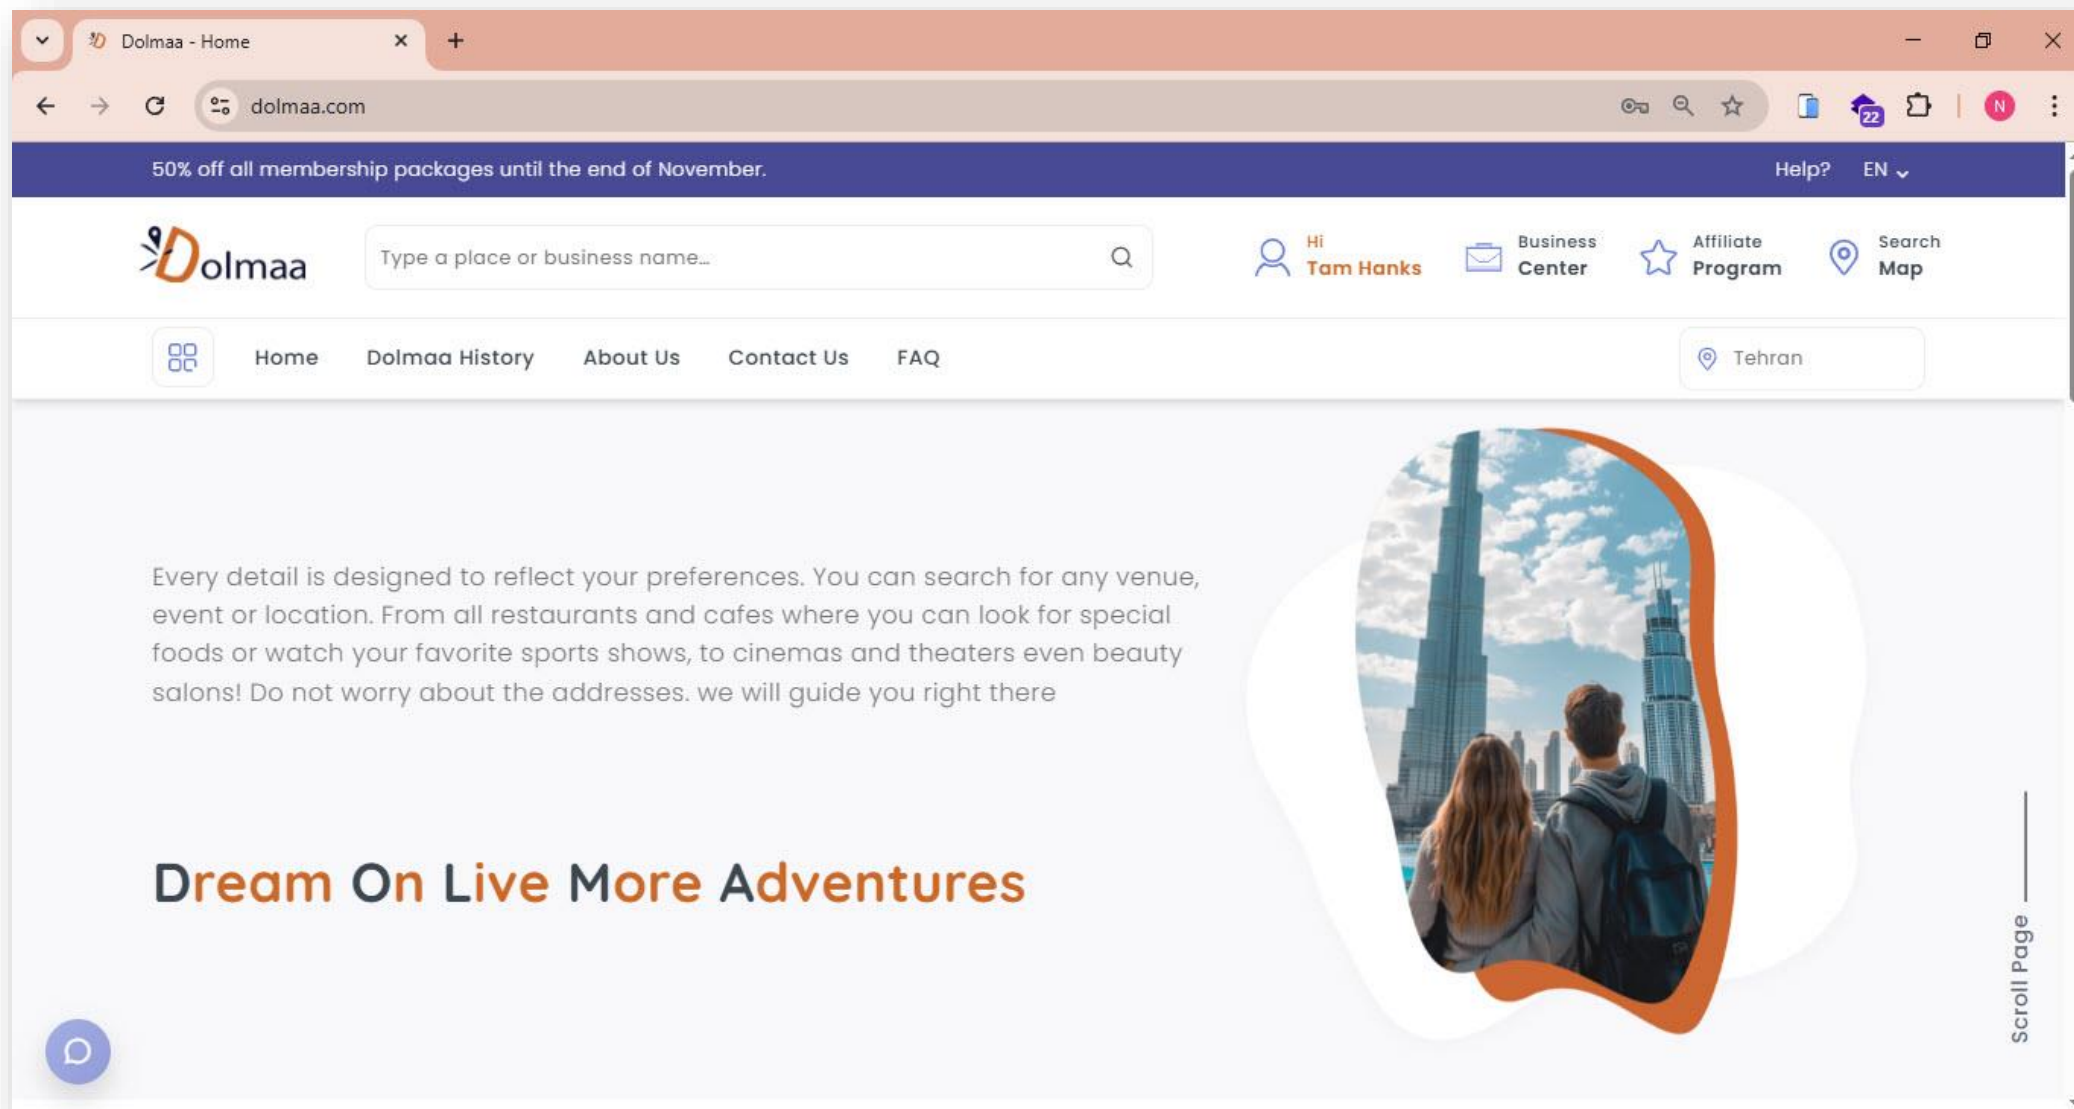 Dolmaa - Home
dolmaa.com
22
N
50% off all membership packages until the end of November.
Help? EN
Dolmaa
Type a place or business name...
Hi
Tam Hanks
Business
Center
Affiliate
Program
Search
Map
Home Dolmaa History About Us Contact Us FAQ
Tehran
Every detail is designed to reflect your preferences. You can search for any venue,
event or location. From all restaurants and cafes where you can look for special
foods or watch your favorite sports shows, to cinemas and theaters even beauty
salons! Do not worry about the addresses. we will guide you right there
Dream On Live More Adventures
Scroll Page